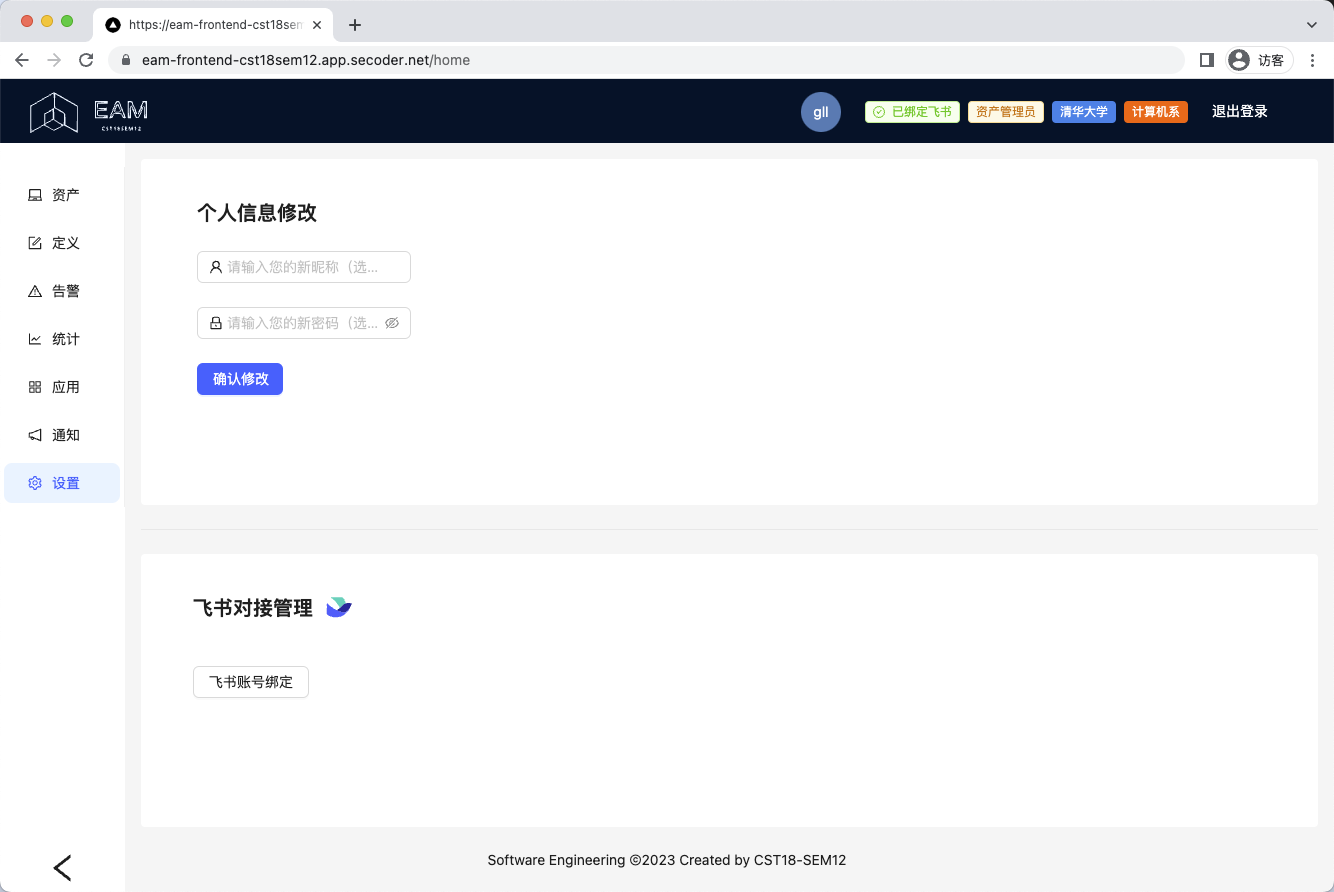 https://eam-frontend-cst18sem
eam-frontend-cst18sem12.app.secoder.net/home
访客
EAM
CST18SEM12
gll
已绑定飞书
资产管理员
清华大学
计算机系
退出登录
资产
定义
告警
统计
应用
通知
设置
个人信息修改
请输入您的新昵称（选...
请输入您的新密码（选...
确认修改
飞书对接管理
飞书账号绑定
Software Engineering ©2023 Created by CST18-SEM12